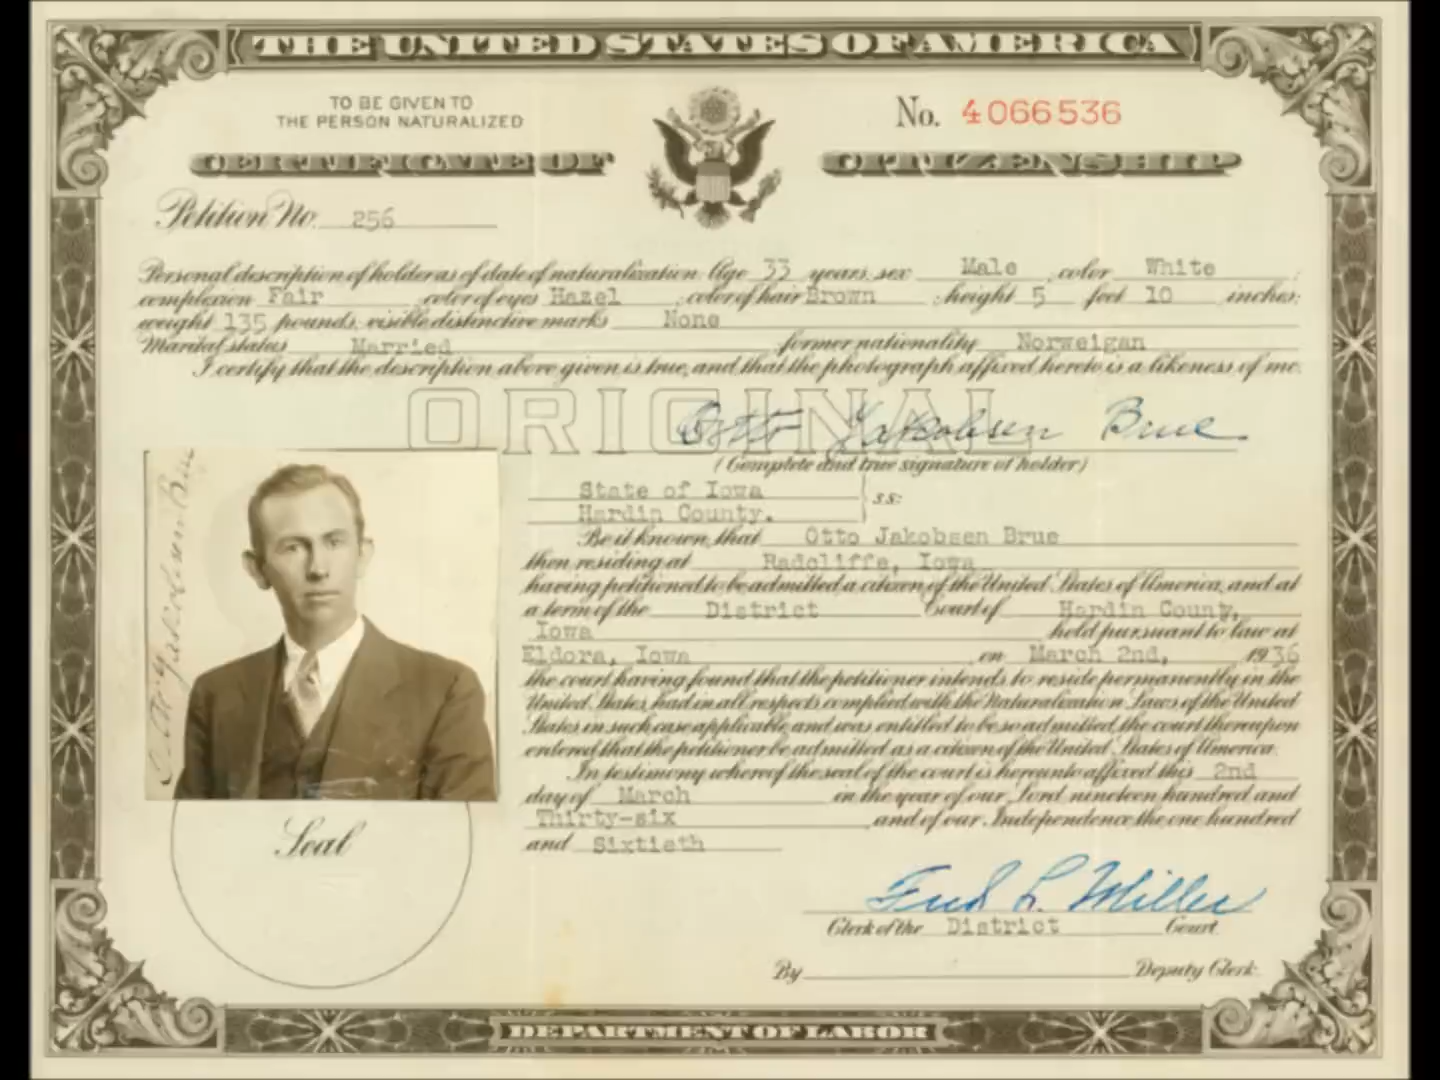 THE UNITED STATES OF AMERICA
TO BE GIVEN TO
THE PERSON NATURALIZED
No. 4066536
CERTIFICATE OF CITIZENSHIP
Petition No. 256
Personal description of holder as of date of naturalization: Age 33 years, sex Male, color White;
complexion Fair, color of eyes Hazel, color of hair Brown, height 5 feet 10 inches;
weight 135 pounds; visible distinctive marks None
Marital status Married former nationality Norweigan
I certify that the description above given is true, and that the photograph affixed hereto is a likeness of me.
ORIGINAL
Otto Jakobsen Brue
(Complete and true signature of holder)
State of Iowa
Hardin County. } ss:
Be it known, that Otto Jakobsen Brue
then residing at Radcliffe, Iowa
having petitioned to be admitted a citizen of the United States of America, and at
a term of the District Court of Hardin County,
Iowa held pursuant to law at
Eldora, Iowa on March 2nd, 1936
the court having found that the petitioner intends to reside permanently in the
United States, had in all respects complied with the Naturalization Laws of the United
States in such case applicable, and was entitled to be so admitted, the court thereupon
entered that the petitioner be admitted as a citizen of the United States of America.
In testimony whereof the seal of the court is hereunto affixed this 2nd
day of March in the year of our Lord nineteen hundred and
Thirty-six, and of our Independence the one hundred
and Sixtieth
Seal
Fred L. Miller
Clerk of the District Court.
By Deputy Clerk.
DEPARTMENT OF LABOR